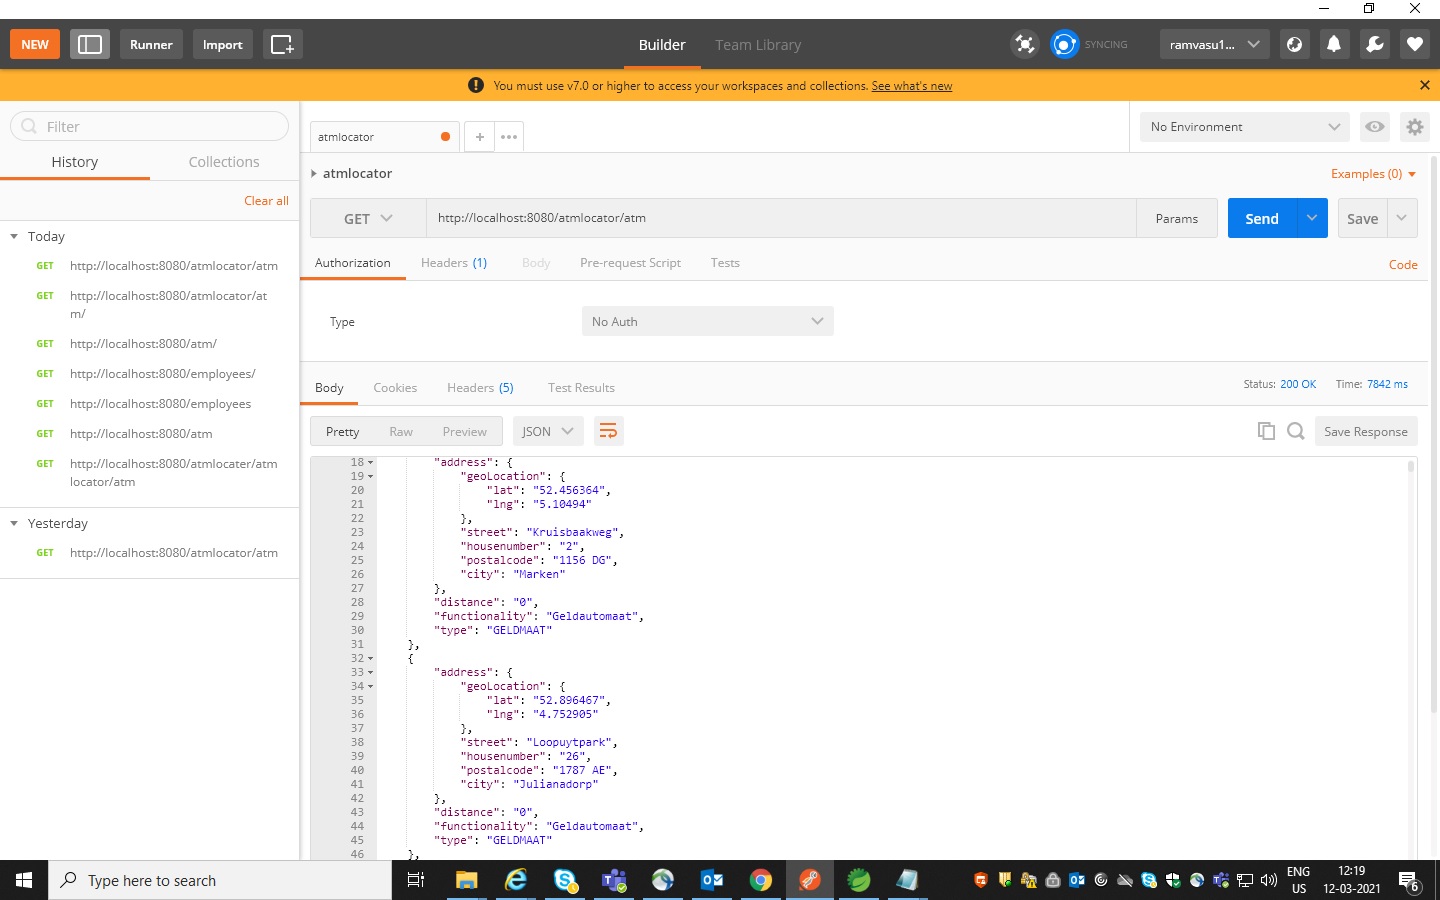 NEW
Runner
Import
Builder
Team Library
SYNCING
ramvasu1...
You must use v7.0 or higher to access your workspaces and collections. See what's new
Filter
History
Collections
Clear all
Today
GET http://localhost:8080/atmlocator/atm
GET http://localhost:8080/atmlocator/at
m/
GET http://localhost:8080/atm/
GET http://localhost:8080/employees/
GET http://localhost:8080/employees
GET http://localhost:8080/atm
GET http://localhost:8080/atmlocater/atm
locator/atm
Yesterday
GET http://localhost:8080/atmlocator/atm
atmlocator
No Environment
atmlocator
Examples (0)
GET
http://localhost:8080/atmlocator/atm
Params
Send
Save
Authorization
Headers (1)
Body
Pre-request Script
Tests
Code
Type
No Auth
Body
Cookies
Headers (5)
Test Results
Status: 200 OK
Time: 7842 ms
Pretty
Raw
Preview
JSON
Save Response
18 "address": {
19 "geoLocation": {
20 "lat": "52.456364",
21 "lng": "5.10494"
22 },
23 "street": "Kruisbaakweg",
24 "housenumber": "2",
25 "postalcode": "1156 DG",
26 "city": "Marken"
27 },
28 "distance": "0",
29 "functionality": "Geldautomaat",
30 "type": "GELDMAAT"
31 },
32 {
33 "address": {
34 "geoLocation": {
35 "lat": "52.896467",
36 "lng": "4.752905"
37 },
38 "street": "Loopuytpark",
39 "housenumber": "26",
40 "postalcode": "1787 AE",
41 "city": "Julianadorp"
42 },
43 "distance": "0",
44 "functionality": "Geldautomaat",
45 "type": "GELDMAAT"
46 },
Type here to search
ENG
US
12:19
12-03-2021
6